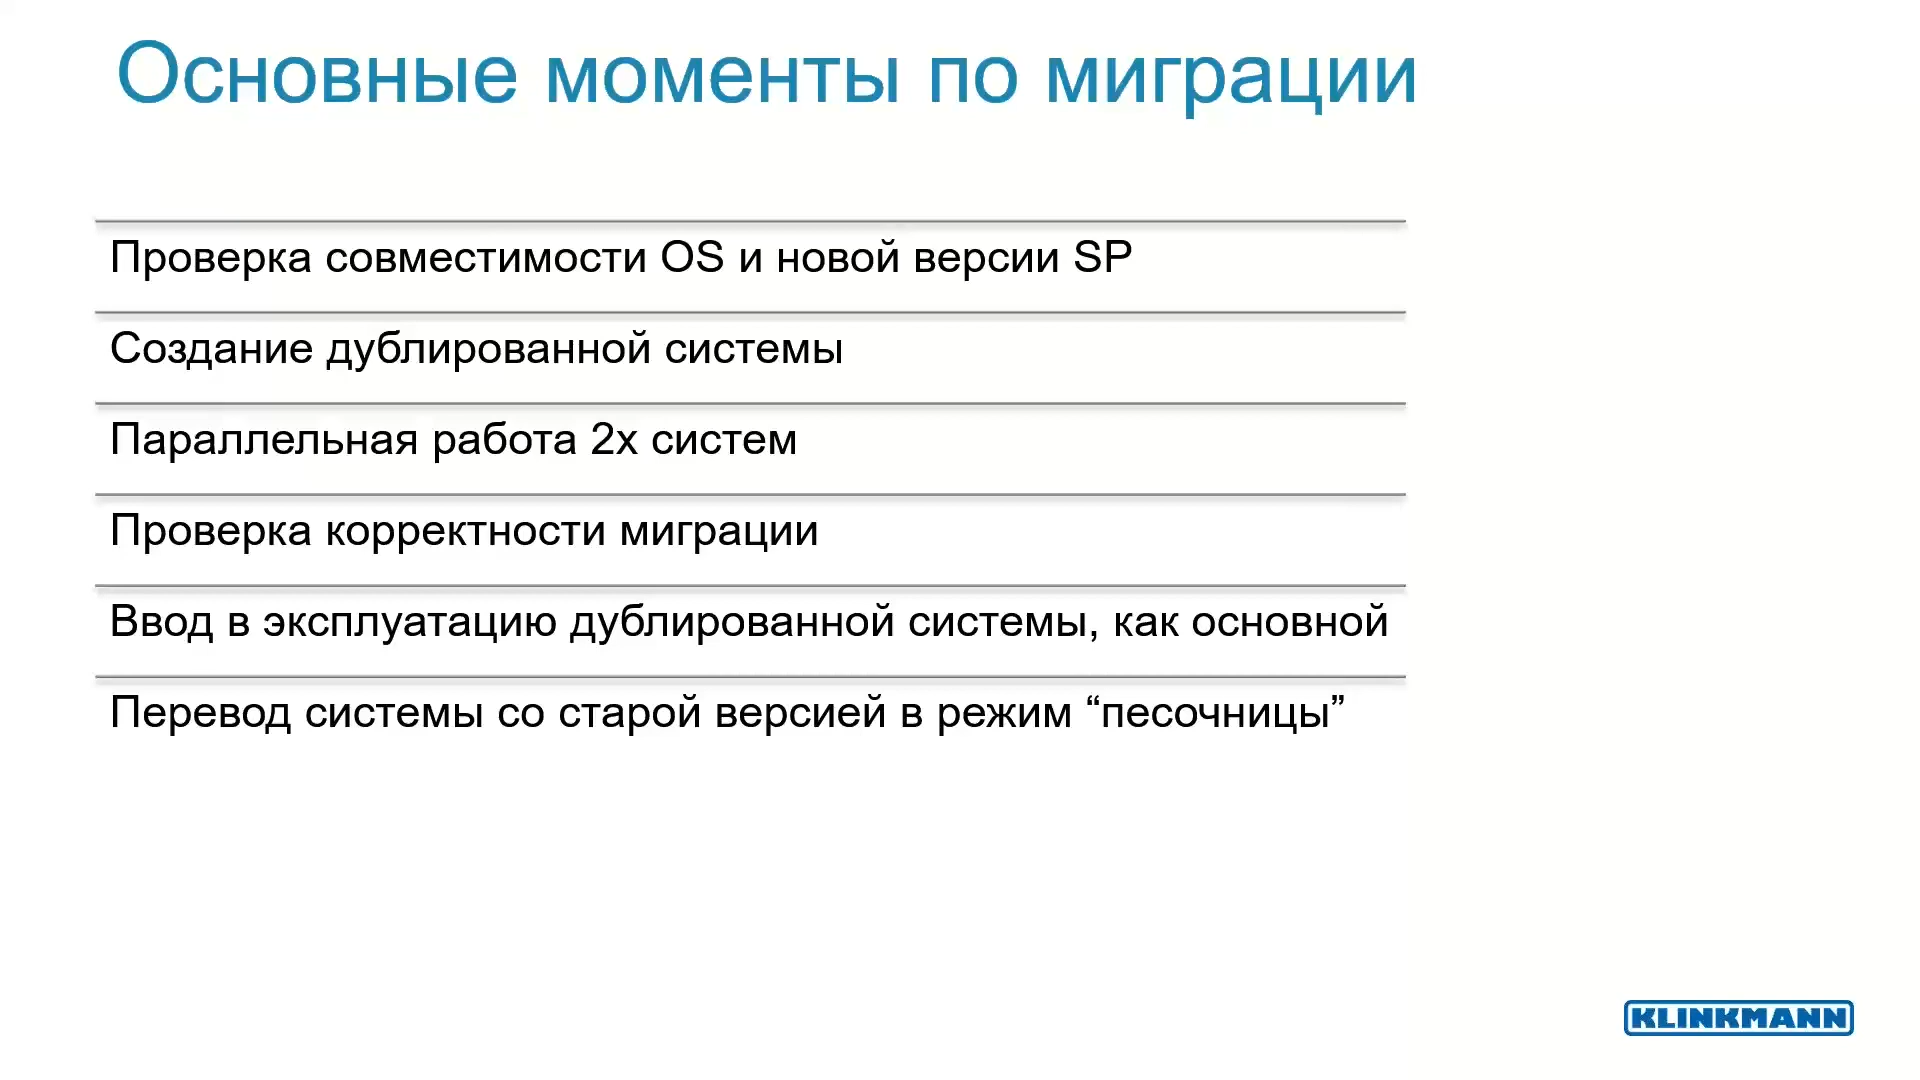 Основные моменты по миграции
Проверка совместимости OS и новой версии SP
Создание дублированной системы
Параллельная работа 2х систем
Проверка корректности миграции
Ввод в эксплуатацию дублированной системы, как основной
Перевод системы со старой версией в режим “песочницы”
KLINKMANN